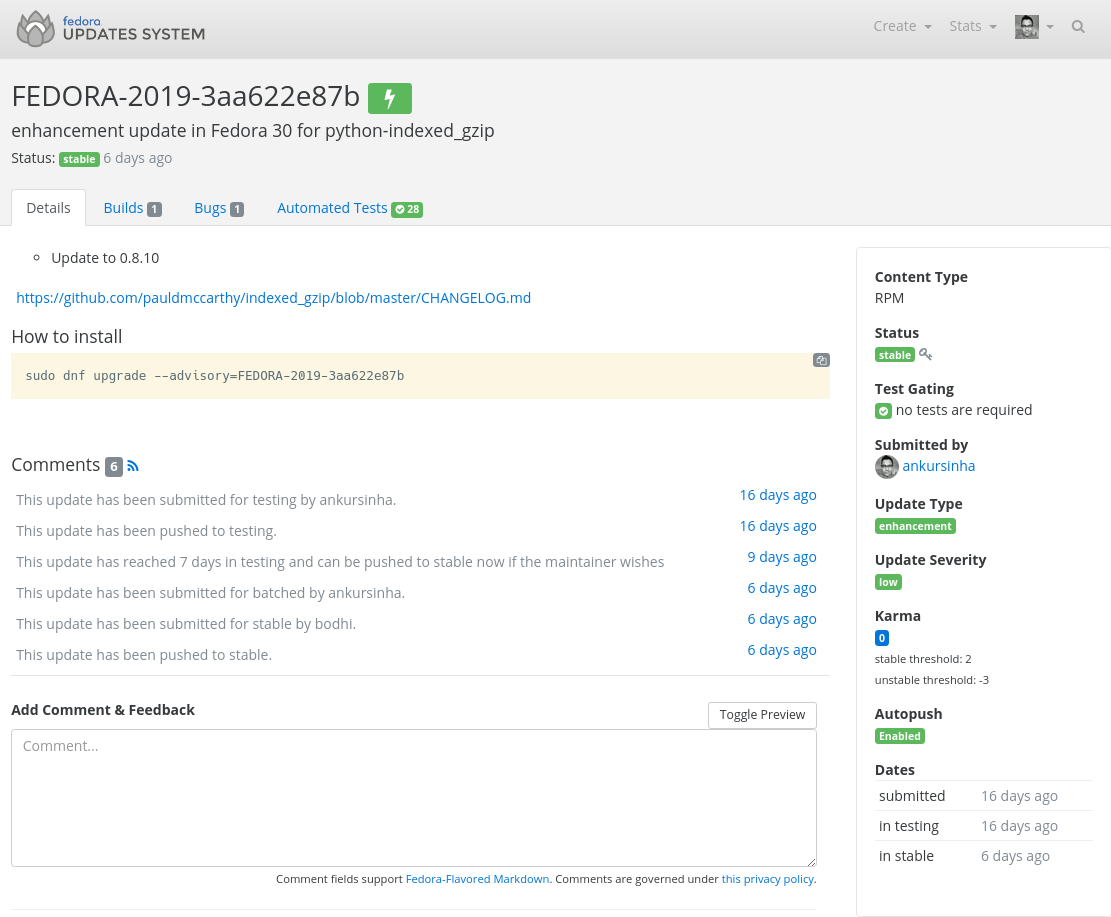 fedora
UPDATES SYSTEM
Create
Stats
FEDORA-2019-3aa622e87b
enhancement update in Fedora 30 for python-indexed_gzip
Status: stable 6 days ago
Details
Builds 1
Bugs 1
Automated Tests 28
Update to 0.8.10
https://github.com/pauldmccarthy/indexed_gzip/blob/master/CHANGELOG.md
How to install
sudo dnf upgrade --advisory=FEDORA-2019-3aa622e87b
Comments 6
This update has been submitted for testing by ankursinha. 16 days ago
This update has been pushed to testing. 16 days ago
This update has reached 7 days in testing and can be pushed to stable now if the maintainer wishes 9 days ago
This update has been submitted for batched by ankursinha. 6 days ago
This update has been submitted for stable by bodhi. 6 days ago
This update has been pushed to stable. 6 days ago
Add Comment & Feedback
Toggle Preview
Comment...
Comment fields support Fedora-Flavored Markdown. Comments are governed under this privacy policy.
Content Type
RPM
Status
stable
Test Gating
no tests are required
Submitted by
ankursinha
Update Type
enhancement
Update Severity
low
Karma
0
stable threshold: 2
unstable threshold: -3
Autopush
Enabled
Dates
submitted 16 days ago
in testing 16 days ago
in stable 6 days ago